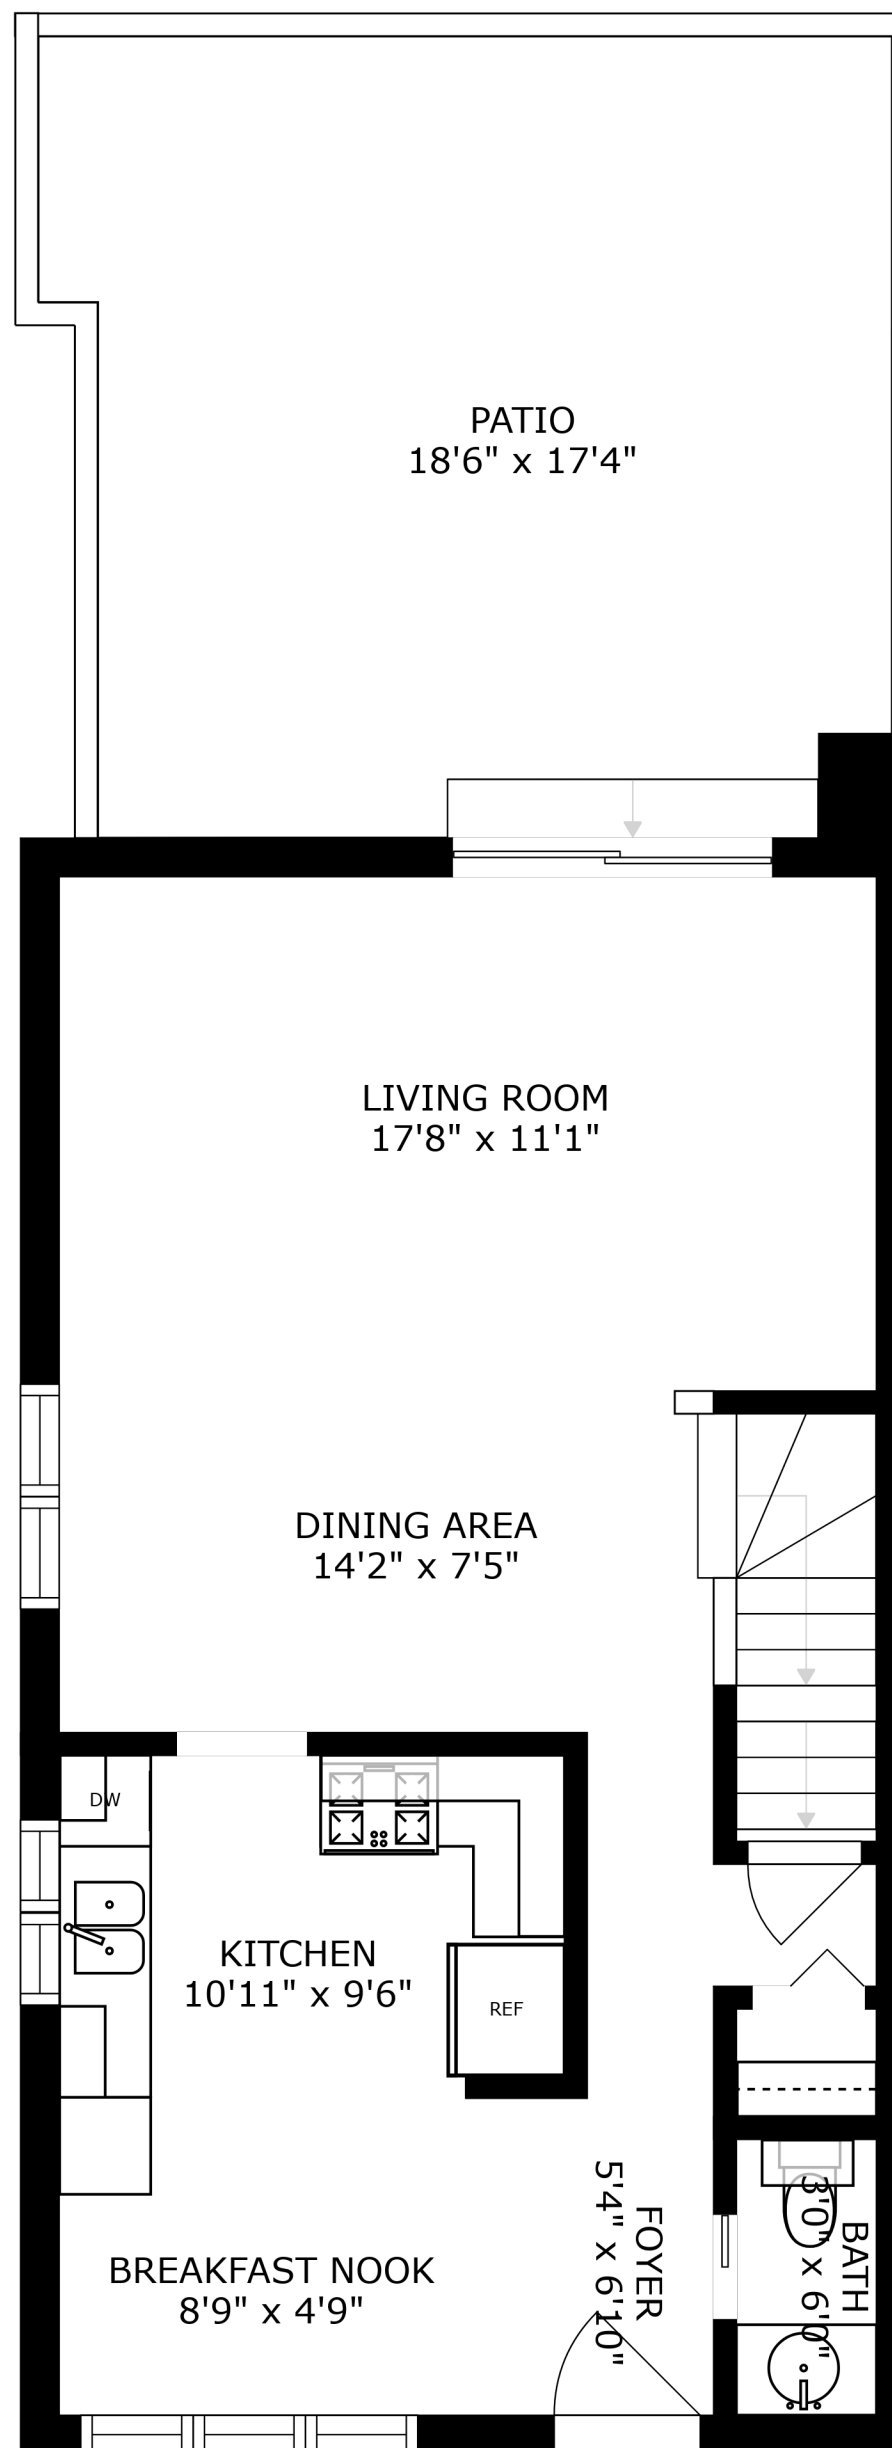 PATIO
18'6" x 17'4"
LIVING ROOM
17'8" x 11'1"
DINING AREA
14'2" x 7'5"
DW
KITCHEN
10'11" x 9'6"
REF
BREAKFAST NOOK
8'9" x 4'9"
FOYER
5'4" x 6'10"
BATH
3'0" x 6'0"